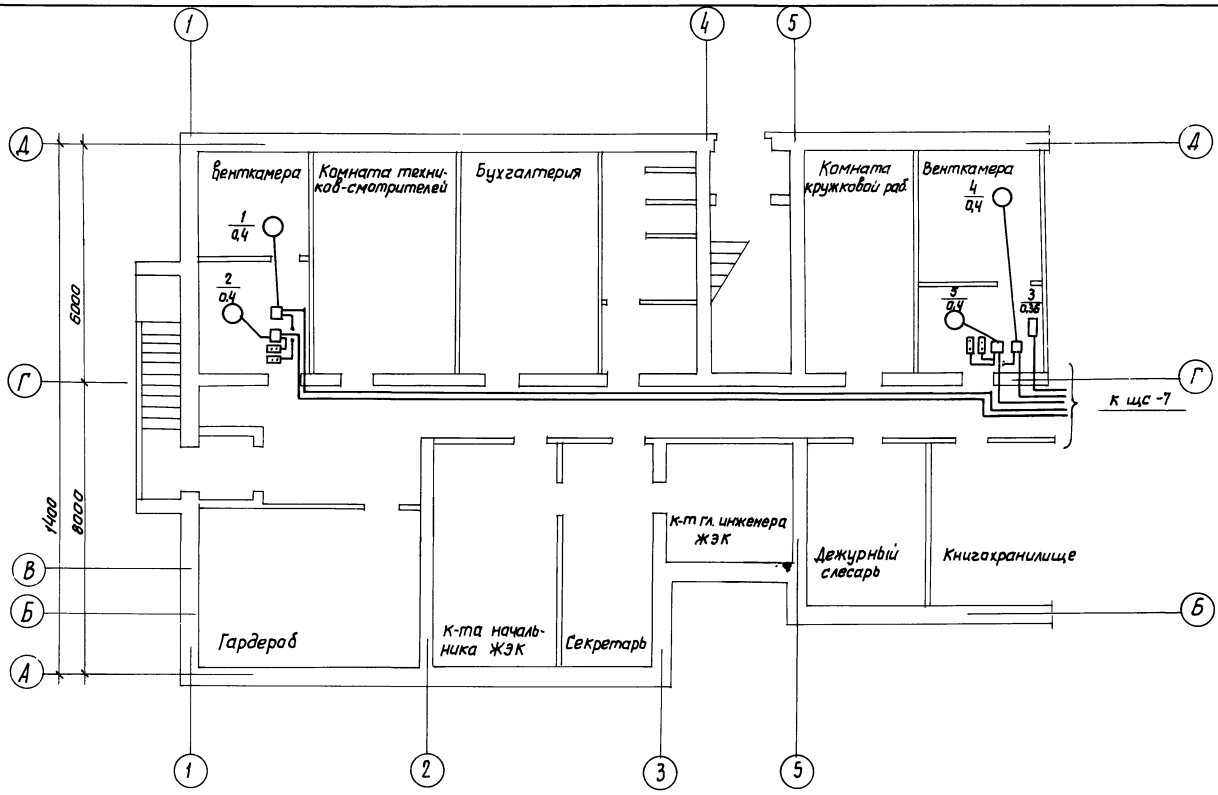 1
4
5
Д
Д
Венткамера
Комната техни-
ков-смотрителей
Бухгалтерия
Комната
кружковой раб.
Венткамера
1
0,4
4
0,4
2
0.4
5
0,4
3
0,36
6000
Г
Г
к щс -7
1400
8000
к-т гл. инженера
ЖЭК
Дежурный
слесарь
Книгохранилище
В
Б
Б
Гардероб
к-та началь-
ника ЖЭК
Секретарь
А
1
2
3
5